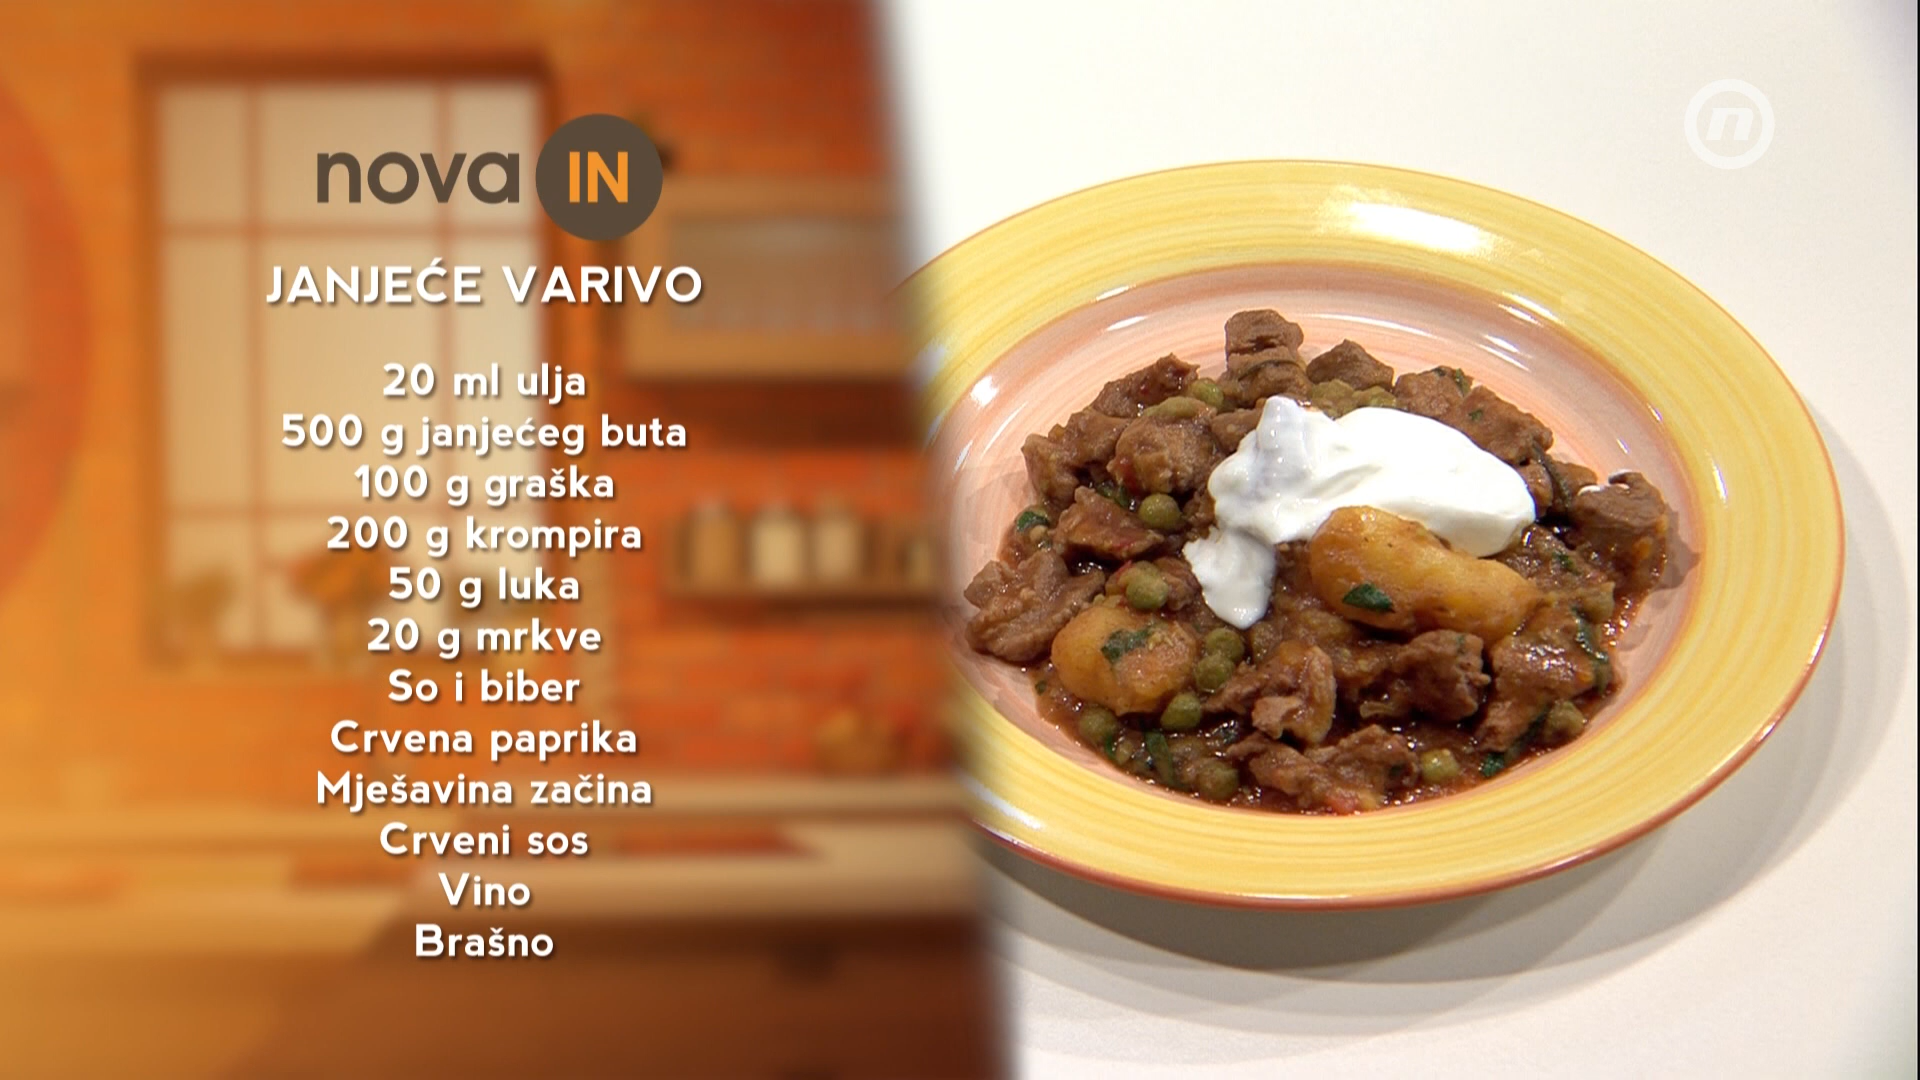 nova IN
JANJEĆE VARIVO
20 ml ulja
500 g janjećeg buta
100 g graška
200 g krompira
50 g luka
20 g mrkve
So i biber
Crvena paprika
Mješavina začina
Crveni sos
Vino
Brašno
n